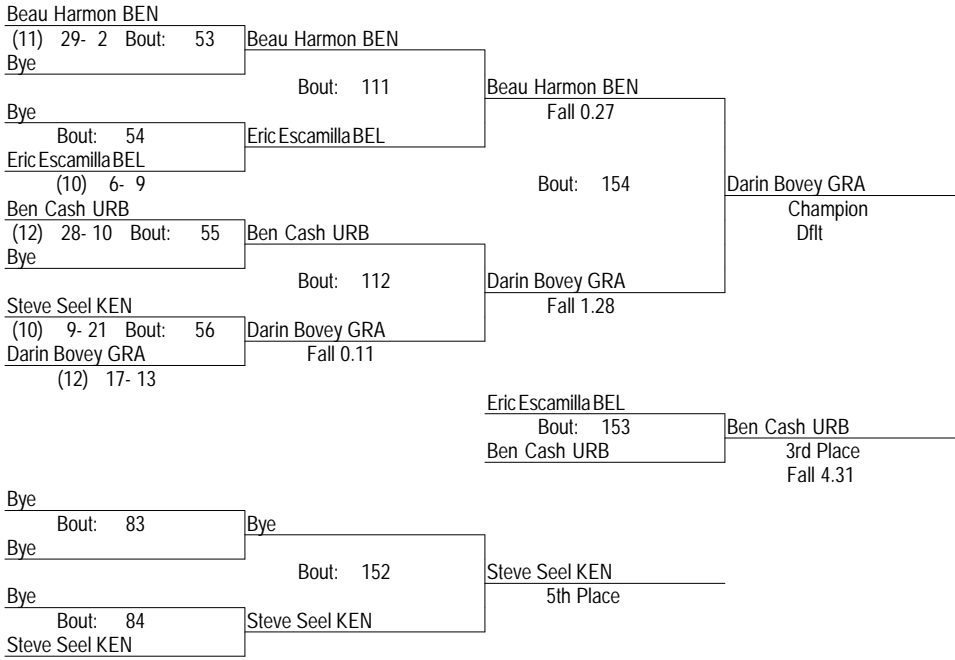 Beau Harmon BEN
(11) 29- 2 Bout: 53 Beau Harmon BEN
Bye
Bout: 111 Beau Harmon BEN
Bye Fall 0.27
Bout: 54 Eric Escamilla BEL
Eric Escamilla BEL
(10) 6- 9 Bout: 154 Darin Bovey GRA
Ben Cash URB Champion
(12) 28- 10 Bout: 55 Ben Cash URB Dflt
Bye
Bout: 112 Darin Bovey GRA
Steve Seel KEN Fall 1.28
(10) 9- 21 Bout: 56 Darin Bovey GRA
Darin Bovey GRA Fall 0.11
(12) 17- 13
Eric Escamilla BEL
Bout: 153 Ben Cash URB
Ben Cash URB 3rd Place
Fall 4.31
Bye
Bout: 83 Bye
Bye
Bout: 152 Steve Seel KEN
Bye 5th Place
Bout: 84 Steve Seel KEN
Steve Seel KEN